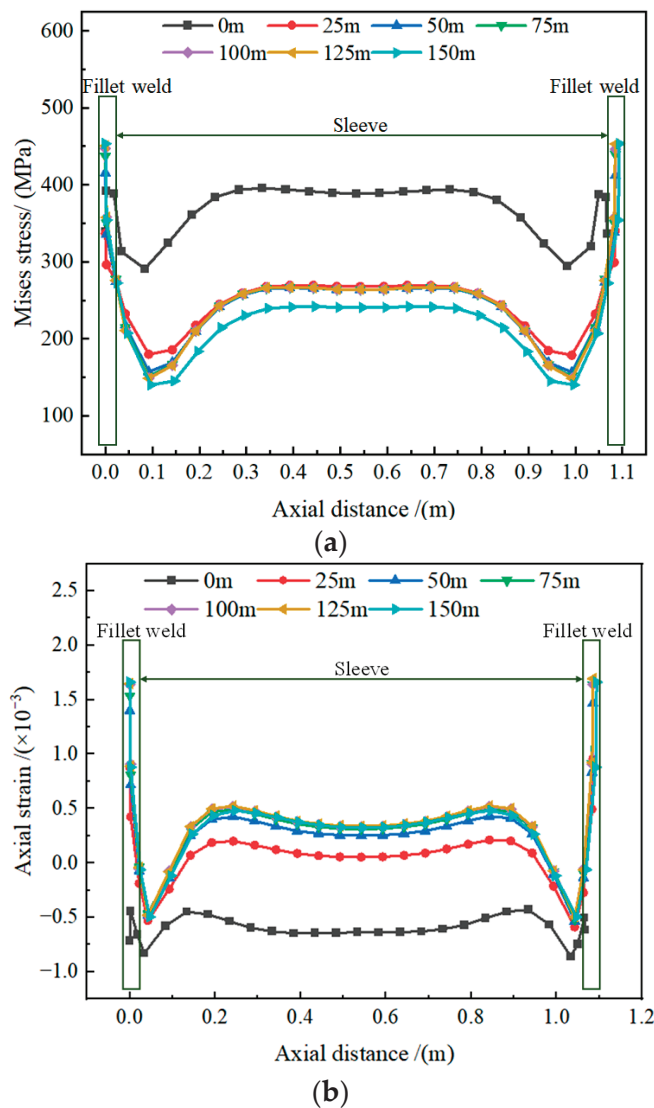 0m 25m 50m 75m
100m 125m 150m
Fillet weld Fillet weld
Sleeve
600
500
400
300
200
100
Mises stress/ (MPa)
0.0 0.1 0.2 0.3 0.4 0.5 0.6 0.7 0.8 0.9 1.0 1.1
Axial distance /(m)
(a)
0m 25m 50m 75m
100m 125m 150m
Fillet weld Fillet weld
Sleeve
2.5
2.0
1.5
1.0
0.5
0.0
−0.5
−1.0
Axial strain /(×10⁻³)
0.0 0.2 0.4 0.6 0.8 1.0 1.2
Axial distance /(m)
(b)